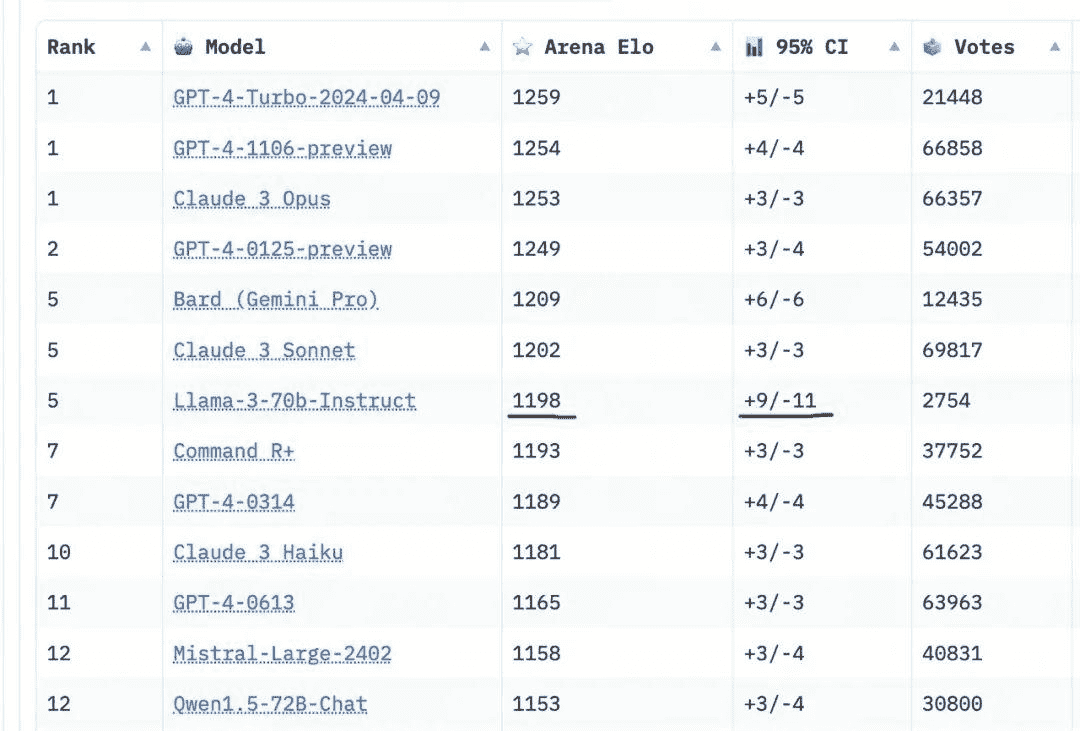 Rank Model Arena Elo 95% CI Votes
1 GPT-4-Turbo-2024-04-09 1259 +5/-5 21448
1 GPT-4-1106-preview 1254 +4/-4 66858
1 Claude 3 Opus 1253 +3/-3 66357
2 GPT-4-0125-preview 1249 +3/-4 54002
5 Bard (Gemini Pro) 1209 +6/-6 12435
5 Claude 3 Sonnet 1202 +3/-3 69817
5 Llama-3-70b-Instruct 1198 +9/-11 2754
7 Command R+ 1193 +3/-3 37752
7 GPT-4-0314 1189 +4/-4 45288
10 Claude 3 Haiku 1181 +3/-3 61623
11 GPT-4-0613 1165 +3/-3 63963
12 Mistral-Large-2402 1158 +3/-4 40831
12 Qwen1.5-72B-Chat 1153 +3/-4 30800